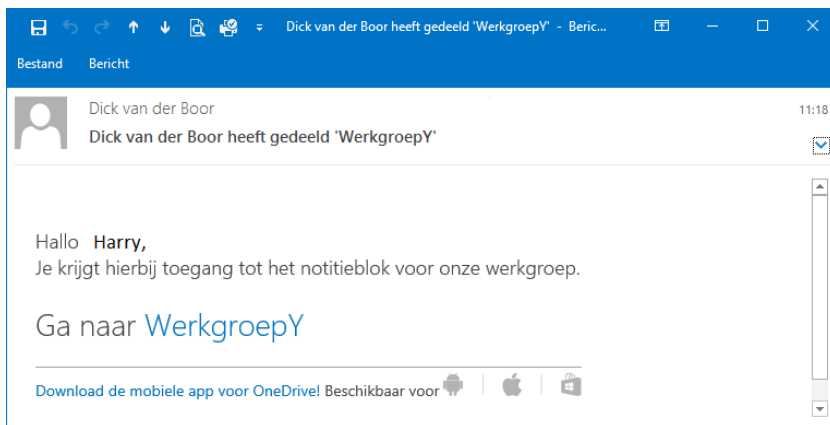 Dick van der Boor heeft gedeeld 'WerkgroepY' - Beric...
Bestand Bericht
Dick van der Boor
11:18
Dick van der Boor heeft gedeeld 'WerkgroepY'
Hallo Harry,
Je krijgt hierbij toegang tot het notitieblok voor onze werkgroep.
Ga naar WerkgroepY
Download de mobiele app voor OneDrive! Beschikbaar voor